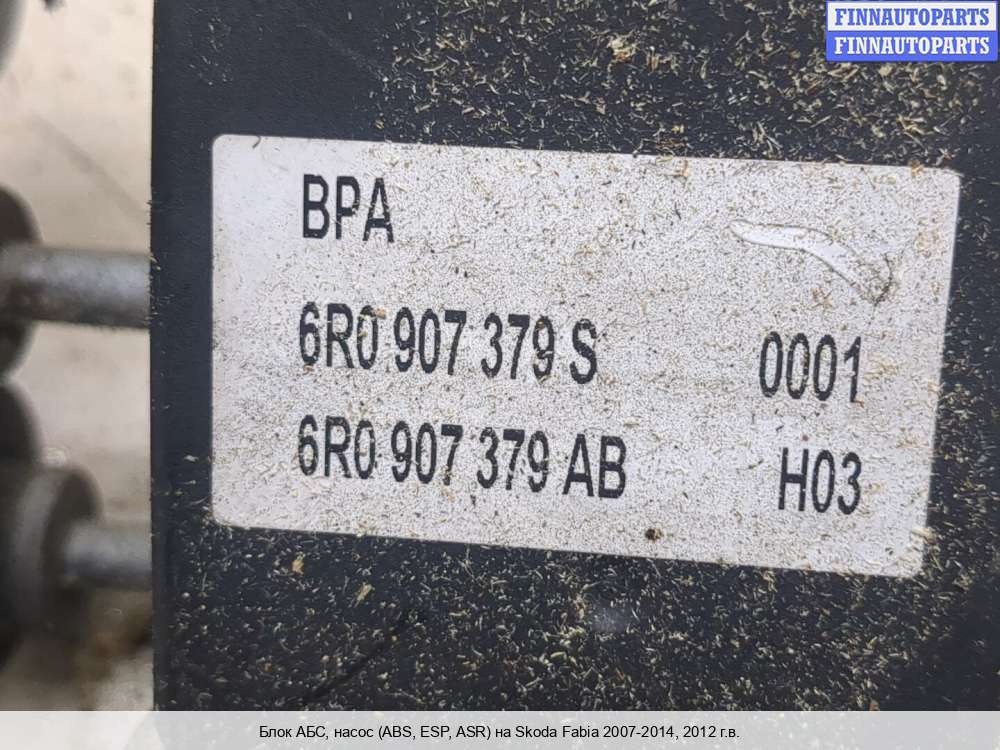 FINNAUTOPARTS
FINNAUTOPARTS
BPA
6R0 907 379 S 0001
6R0 907 379 AB H03
Блок АБС, насос (ABS, ESP, ASR) на Skoda Fabia 2007-2014, 2012 г.в.